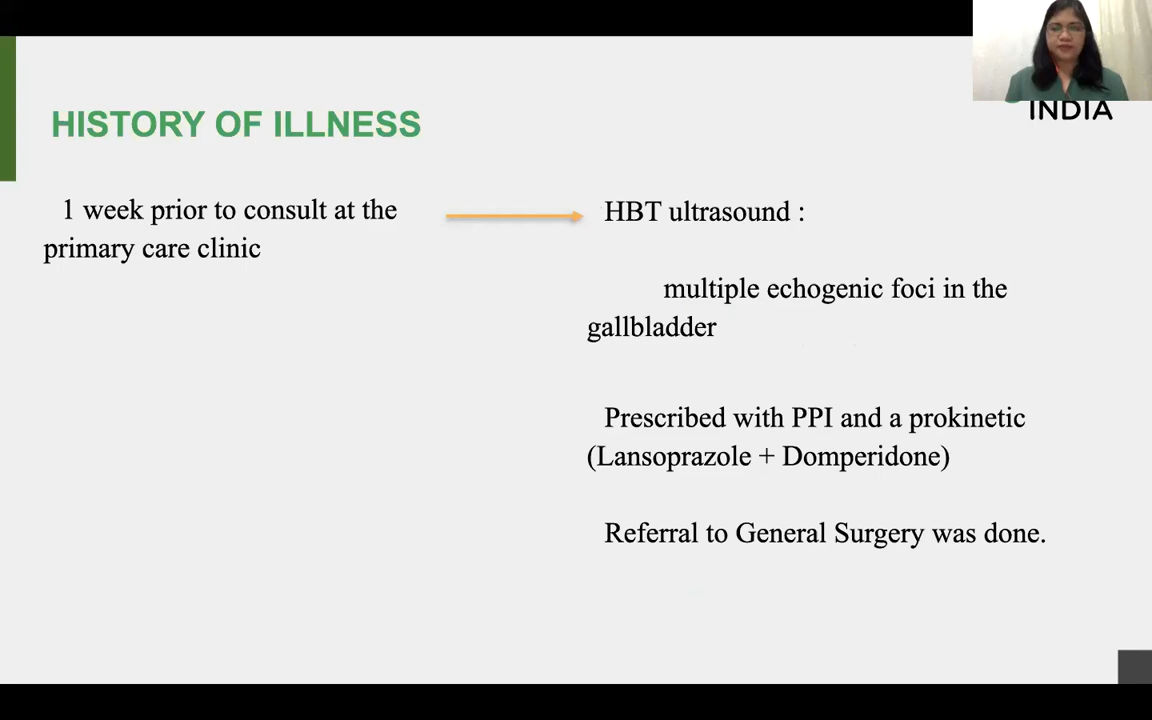 INDIA
HISTORY OF ILLNESS
1 week prior to consult at the
primary care clinic
HBT ultrasound :
multiple echogenic foci in the
gallbladder
Prescribed with PPI and a prokinetic
(Lansoprazole + Domperidone)
Referral to General Surgery was done.